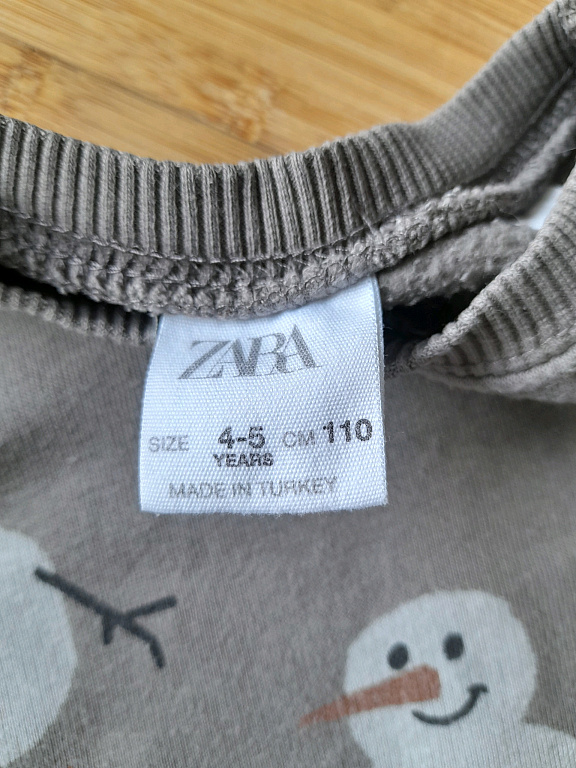 ZARA
SIZE 4-5 CM 110
YEARS
MADE IN TURKEY